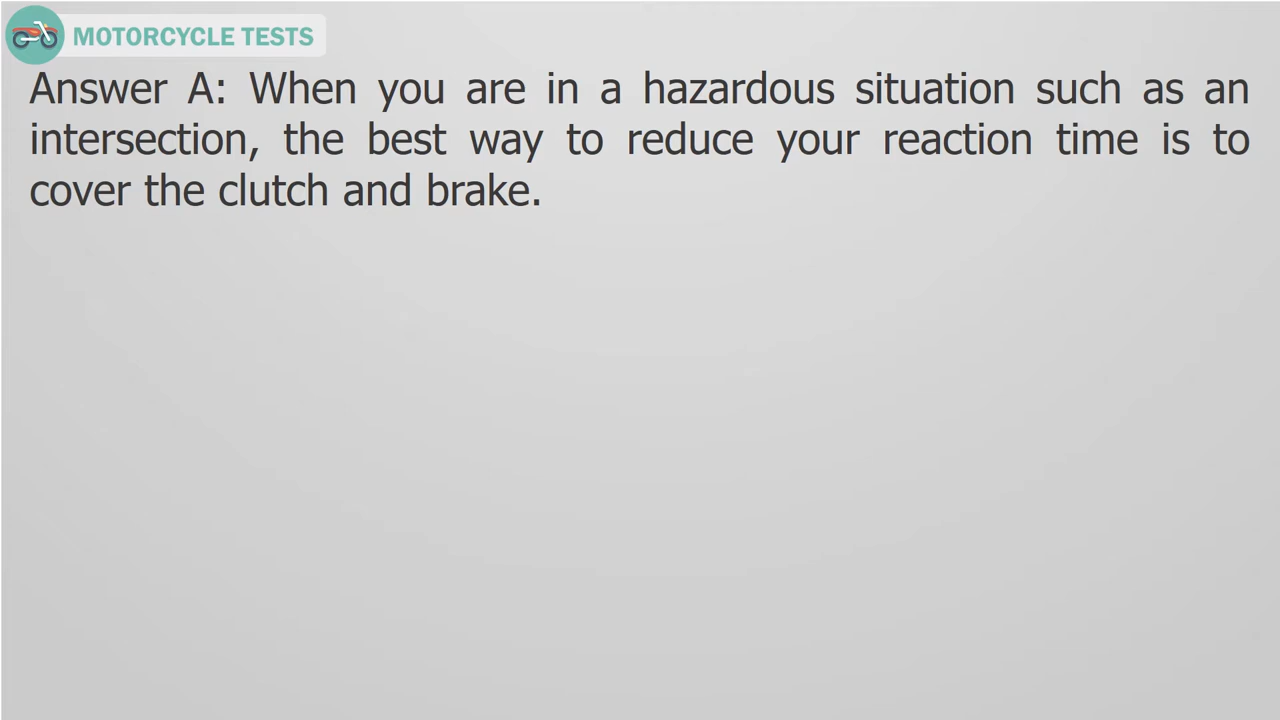 MOTORCYCLE TESTS
Answer A: When you are in a hazardous situation such as an
intersection, the best way to reduce your reaction time is to
cover the clutch and brake.